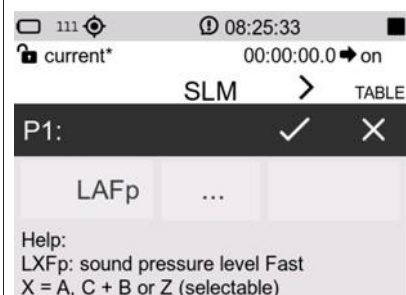 111 08:25:33
current* 00:00:00.0 on
SLM > TABLE
P1:
LAFp ...
Help:
LXFp: sound pressure level Fast
X = A, C + B or Z (selectable)